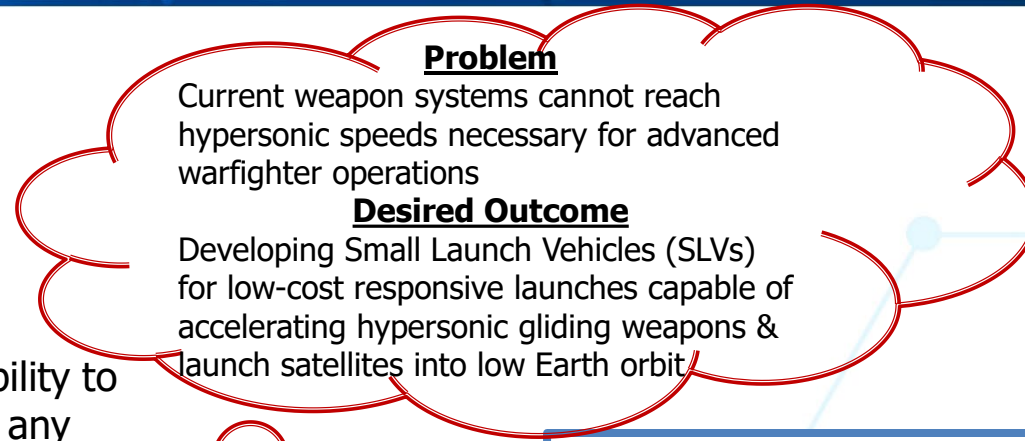 Problem
Current weapon systems cannot reach
hypersonic speeds necessary for advanced
warfighter operations
Desired Outcome
Developing Small Launch Vehicles (SLVs)
for low-cost responsive launches capable of
accelerating hypersonic gliding weapons &
launch satellites into low Earth orbit
to
any